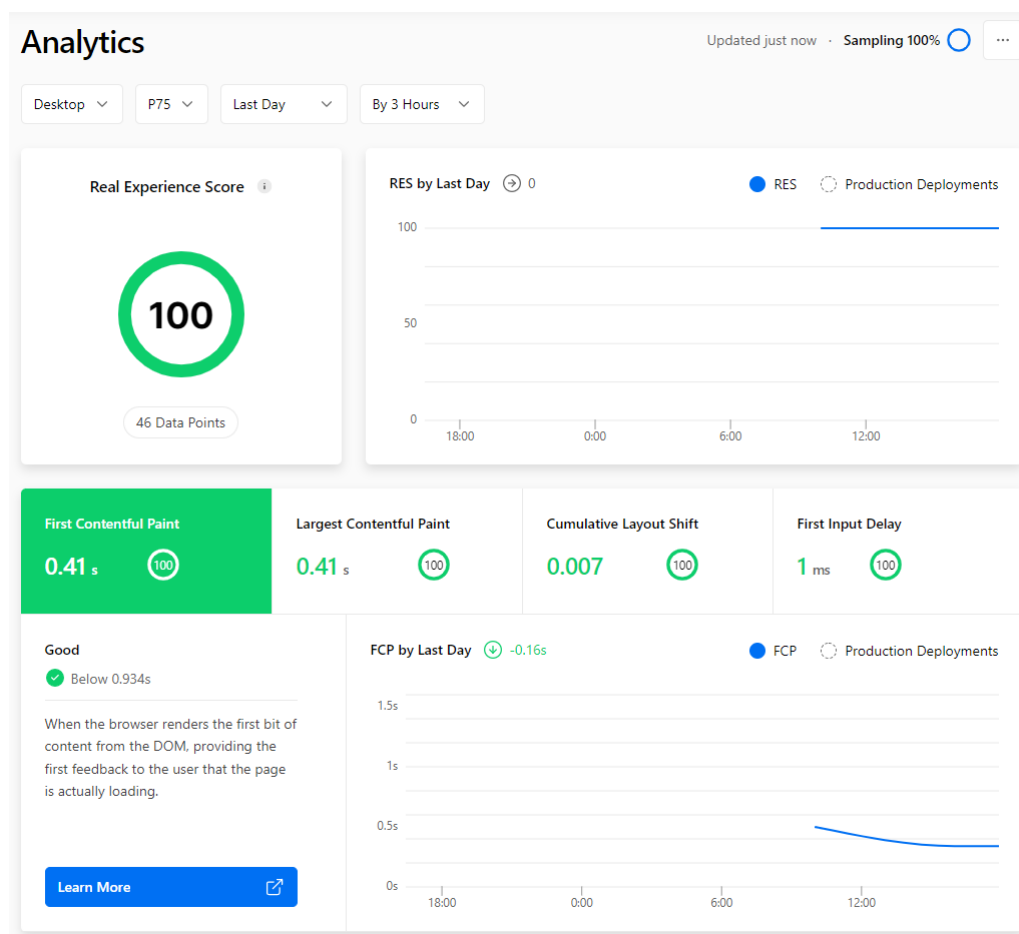 Analytics
Updated just now · Sampling 100%
Desktop
P75
Last Day
By 3 Hours
Real Experience Score
100
46 Data Points
RES by Last Day 0
RES
Production Deployments
100
50
0
18:00 0:00 6:00 12:00
First Contentful Paint
0.41 s 100
Largest Contentful Paint
0.41 s 100
Cumulative Layout Shift
0.007 100
First Input Delay
1 ms 100
Good
Below 0.934s
When the browser renders the first bit of
content from the DOM, providing the
first feedback to the user that the page
is actually loading.
Learn More
FCP by Last Day -0.16s
FCP
Production Deployments
1.5s
1s
0.5s
0s
18:00 0:00 6:00 12:00